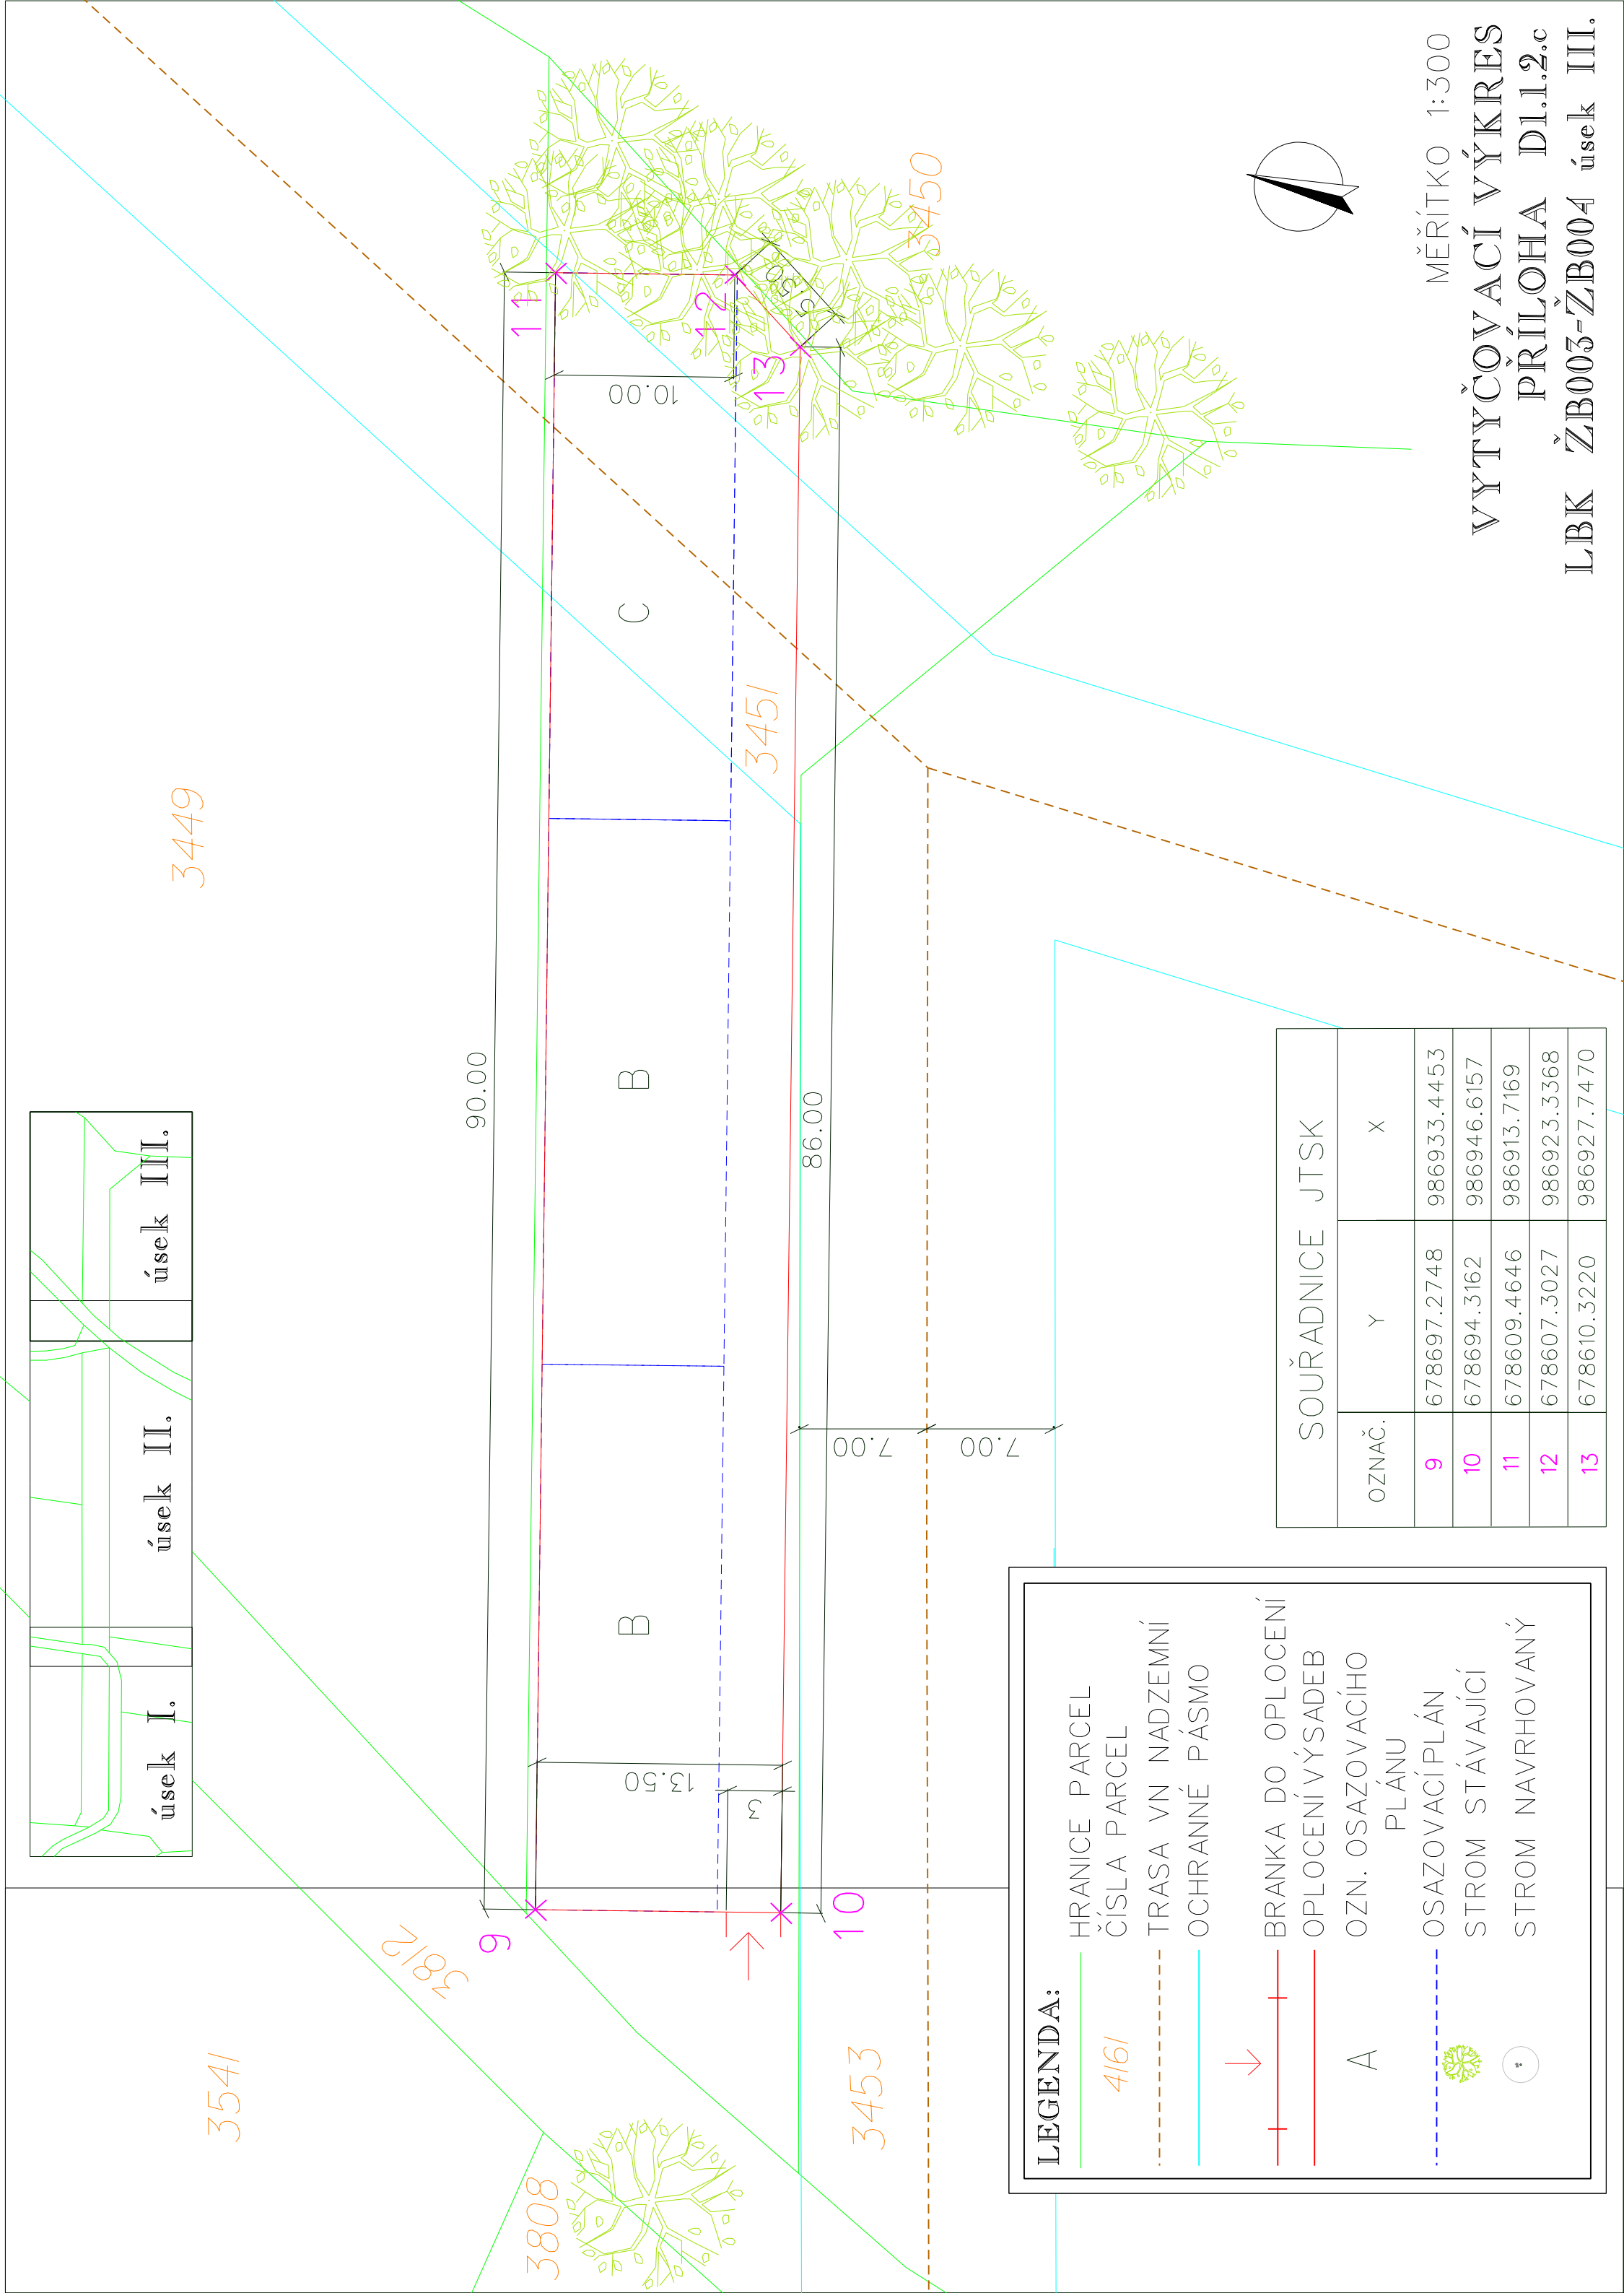 úsek I.
úsek II.
úsek III.
3541
3812
3449
3808
3453
3451
3450
9
10
11
12
13
90.00
86.00
13.50
3
10.00
5.50
7.00
7.00
B
B
C
LEGENDA:
HRANICE PARCEL
4161
ČÍSLA PARCEL
TRASA VN NADZEMNÍ
OCHRANNÉ PÁSMO
BRANKA DO OPLOCENÍ
OPLOCENÍ VÝSADEB
A
OZN. OSAZOVACÍHO
PLÁNU
OSAZOVACÍ PLÁN
STROM STÁVAJÍCÍ
STROM NAVRHOVANÝ
SOUŘADNICE JTSK
OZNAČ. Y X
9 678697.2748 986933.4453
10 678694.3162 986946.6157
11 678609.4646 986913.7169
12 678607.3027 986923.3368
13 678610.3220 986927.7470
MĚŘÍTKO 1:300
VYTYČOVACÍ VÝKRES
PŘÍLOHA D1.1.2.c
LBK ŽB003-ŽB004 úsek III.